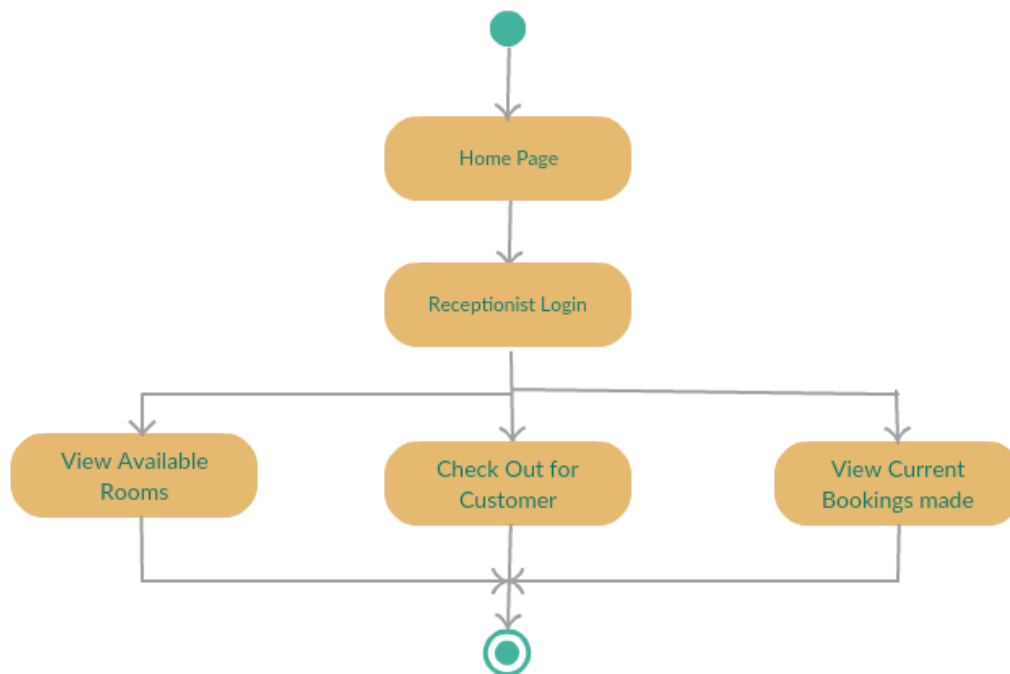 Home Page
Receptionist Login
View Available
Rooms
Check Out for
Customer
View Current
Bookings made